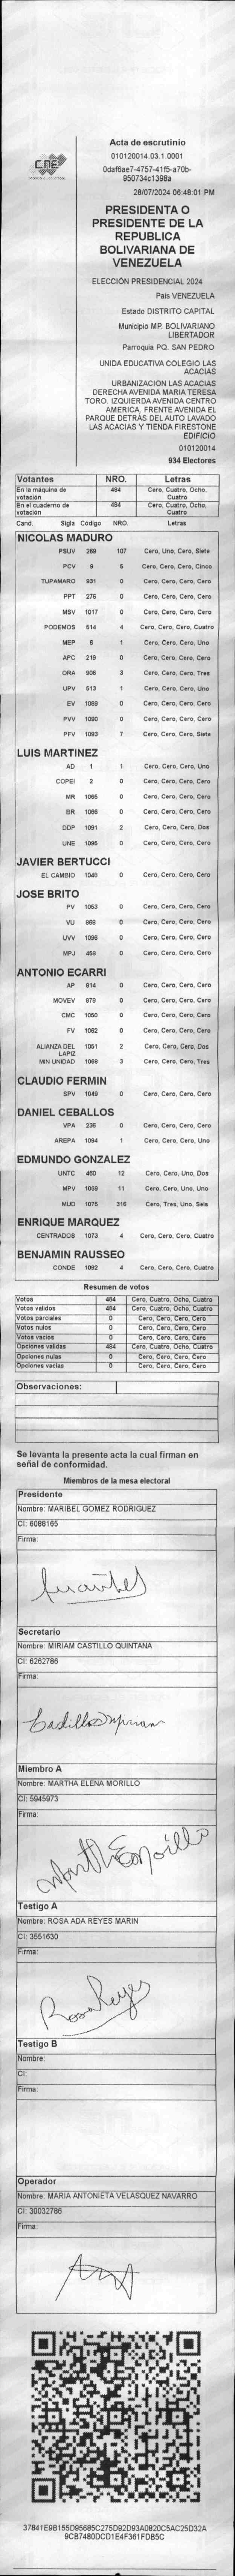 CNE
Acta de escrutinio
010120014.03.1.0001
0daf6ae7-4757-41f5-a70b-
950734c1398a
28/07/2024 06:48:01 PM
PRESIDENTA O
PRESIDENTE DE LA
REPUBLICA
BOLIVARIANA DE
VENEZUELA
ELECCIÓN PRESIDENCIAL 2024
País VENEZUELA
Estado DISTRITO CAPITAL
Municipio MP. BOLIVARIANO
LIBERTADOR
Parroquia PQ. SAN PEDRO
UNIDA EDUCATIVA COLEGIO LAS
ACACIAS
URBANIZACION LAS ACACIAS
DERECHA AVENIDA MARIA TERESA
TORO. IZQUIERDA AVENIDA CENTRO
AMERICA. FRENTE AVENIDA EL
PARQUE DETRÁS DEL AUTO LAVADO
LAS ACACIAS Y TIENDA FIRESTONE
EDIFICIO
010120014
934 Electores
Votantes NRO. Letras
En la máquina de votación 484 Cero, Cuatro, Ocho, Cuatro
En el cuaderno de votación 484 Cero, Cuatro, Ocho, Cuatro
Cand. Sigla Código NRO. Letras
NICOLAS MADURO
PSUV 269 107 Cero, Uno, Cero, Siete
PCV 9 5 Cero, Cero, Cero, Cinco
TUPAMARO 931 0 Cero, Cero, Cero, Cero
PPT 275 0 Cero, Cero, Cero, Cero
MSV 1017 0 Cero, Cero, Cero, Cero
PODEMOS 514 4 Cero, Cero, Cero, Cuatro
MEP 6 1 Cero, Cero, Cero, Uno
APC 219 0 Cero, Cero, Cero, Cero
ORA 906 3 Cero, Cero, Cero, Tres
UPV 513 1 Cero, Cero, Cero, Uno
EV 1089 0 Cero, Cero, Cero, Cero
PVV 1090 0 Cero, Cero, Cero, Cero
PFV 1093 7 Cero, Cero, Cero, Siete
LUIS MARTINEZ
AD 1 1 Cero, Cero, Cero, Uno
COPEI 2 0 Cero, Cero, Cero, Cero
MR 1065 0 Cero, Cero, Cero, Cero
BR 1066 0 Cero, Cero, Cero, Cero
DDP 1091 2 Cero, Cero, Cero, Dos
UNE 1095 0 Cero, Cero, Cero, Cero
JAVIER BERTUCCI
EL CAMBIO 1048 0 Cero, Cero, Cero, Cero
JOSE BRITO
PV 1053 0 Cero, Cero, Cero, Cero
VU 868 0 Cero, Cero, Cero, Cero
UVV 1096 0 Cero, Cero, Cero, Cero
MPJ 459 0 Cero, Cero, Cero, Cero
ANTONIO ECARRI
AP 914 0 Cero, Cero, Cero, Cero
MOVEV 979 0 Cero, Cero, Cero, Cero
CMC 1050 0 Cero, Cero, Cero, Cero
FV 1062 0 Cero, Cero, Cero, Cero
ALIANZA DEL LAPIZ 1051 2 Cero, Cero, Cero, Dos
MIN UNIDAD 1068 3 Cero, Cero, Cero, Tres
CLAUDIO FERMIN
SPV 1049 0 Cero, Cero, Cero, Cero
DANIEL CEBALLOS
VPA 236 0 Cero, Cero, Cero, Cero
AREPA 1094 1 Cero, Cero, Cero, Uno
EDMUNDO GONZALEZ
UNTC 460 12 Cero, Cero, Uno, Dos
MPV 1069 11 Cero, Cero, Uno, Uno
MUD 1075 316 Cero, Tres, Uno, Seis
ENRIQUE MARQUEZ
CENTRADOS 1073 4 Cero, Cero, Cero, Cuatro
BENJAMIN RAUSSEO
CONDE 1092 4 Cero, Cero, Cero, Cuatro
Resumen de votos
Votos 484 Cero, Cuatro, Ocho, Cuatro
Votos validos 484 Cero, Cuatro, Ocho, Cuatro
Votos parciales 0 Cero, Cero, Cero, Cero
Votos nulos 0 Cero, Cero, Cero, Cero
Votos vacios 0 Cero, Cero, Cero, Cero
Opciones validas 484 Cero, Cuatro, Ocho, Cuatro
Opciones nulas 0 Cero, Cero, Cero, Cero
Opciones vacias 0 Cero, Cero, Cero, Cero
Observaciones:
Se levanta la presente acta la cual firman en
señal de conformidad.
Miembros de la mesa electoral
Presidente
Nombre: MARIBEL GOMEZ RODRIGUEZ
CI: 6088165
Firma:
Maribel
Secretario
Nombre: MIRIAM CASTILLO QUINTANA
CI: 6262786
Firma:
Castillo Miriam
Miembro A
Nombre: MARTHA ELENA MORILLO
CI: 5945973
Firma:
Martha E Morillo
Testigo A
Nombre: ROSA ADA REYES MARIN
CI: 3551630
Firma:
Rosa Reyes
Testigo B
Nombre:
CI:
Firma:
Operador
Nombre: MARIA ANTONIETA VELASQUEZ NAVARRO
CI: 30032786
Firma:
37841E9B155D95685C275D92D93A0820C5AC25D32A
9CB7480DCD1E4F361FDB5C